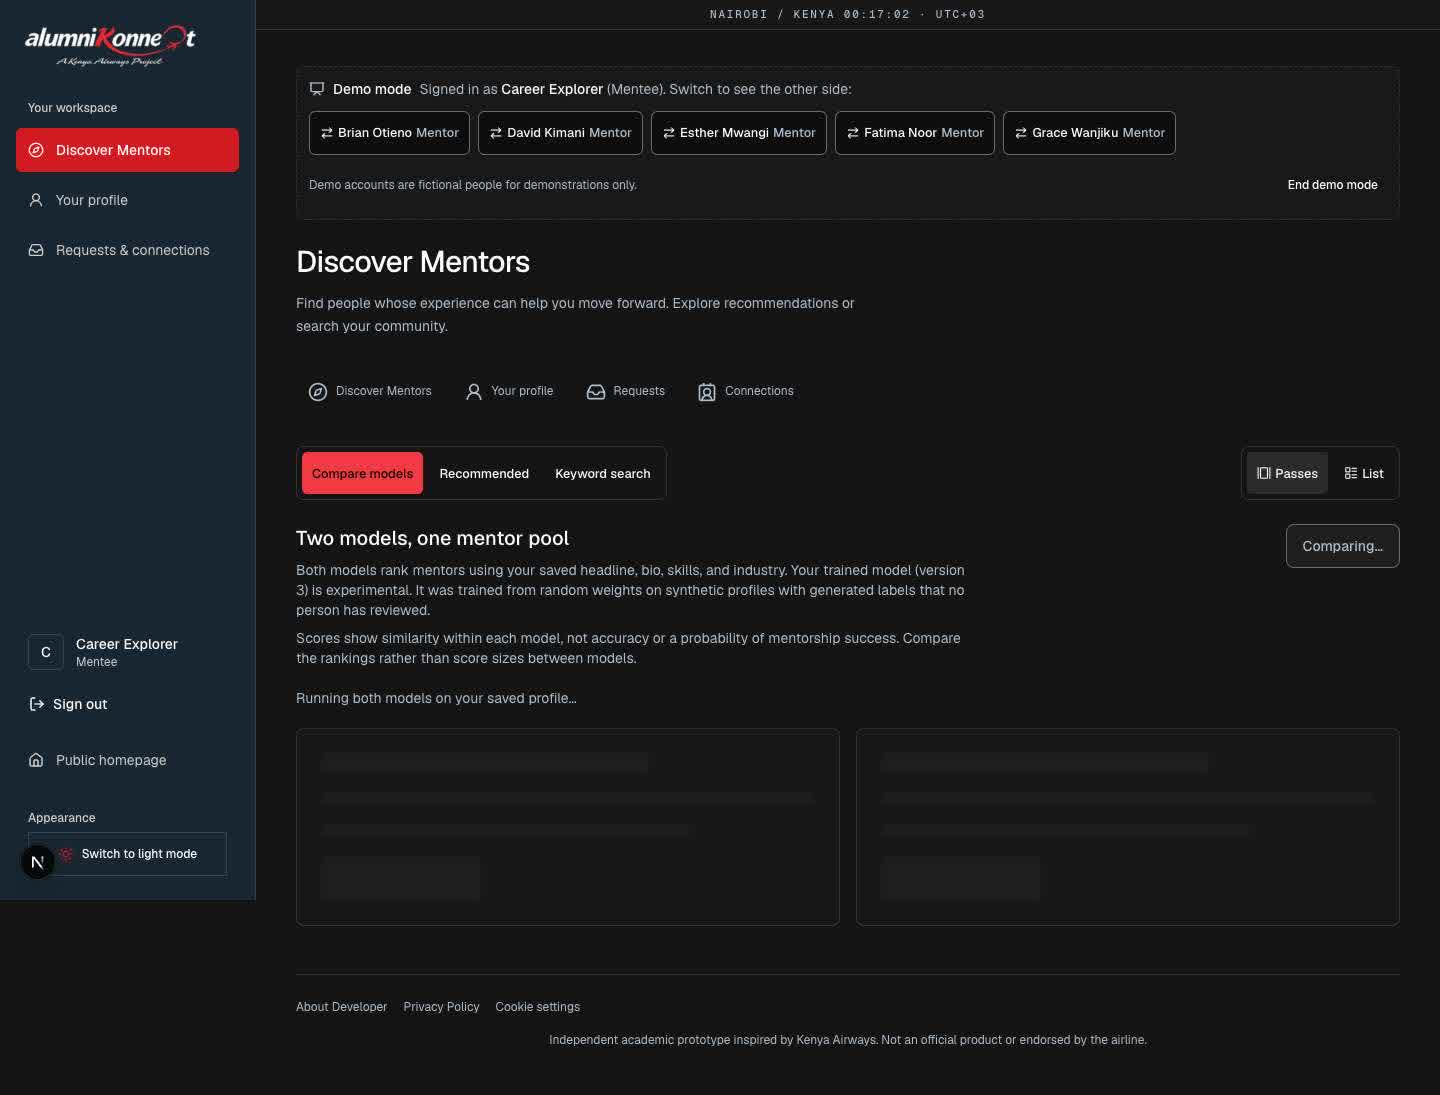 NAIROBI / KENYA 00:17:02 · UTC+03
alumniKonnect
A Kenya Airways Project
Your workspace
Discover Mentors
Your profile
Requests & connections
Career Explorer
C
Mentee
Sign out
Public homepage
Appearance
Switch to light mode
N
Demo mode Signed in as Career Explorer (Mentee). Switch to see the other side:
Brian Otieno Mentor
David Kimani Mentor
Esther Mwangi Mentor
Fatima Noor Mentor
Grace Wanjiku Mentor
Demo accounts are fictional people for demonstrations only.
End demo mode
Discover Mentors
Find people whose experience can help you move forward. Explore recommendations or
search your community.
Discover Mentors
Your profile
Requests
Connections
Compare models
Recommended
Keyword search
Passes
List
Two models, one mentor pool
Comparing...
Both models rank mentors using your saved headline, bio, skills, and industry. Your trained model (version
3) is experimental. It was trained from random weights on synthetic profiles with generated labels that no
person has reviewed.
Scores show similarity within each model, not accuracy or a probability of mentorship success. Compare
the rankings rather than score sizes between models.
Running both models on your saved profile...
About Developer
Privacy Policy
Cookie settings
Independent academic prototype inspired by Kenya Airways. Not an official product or endorsed by the airline.